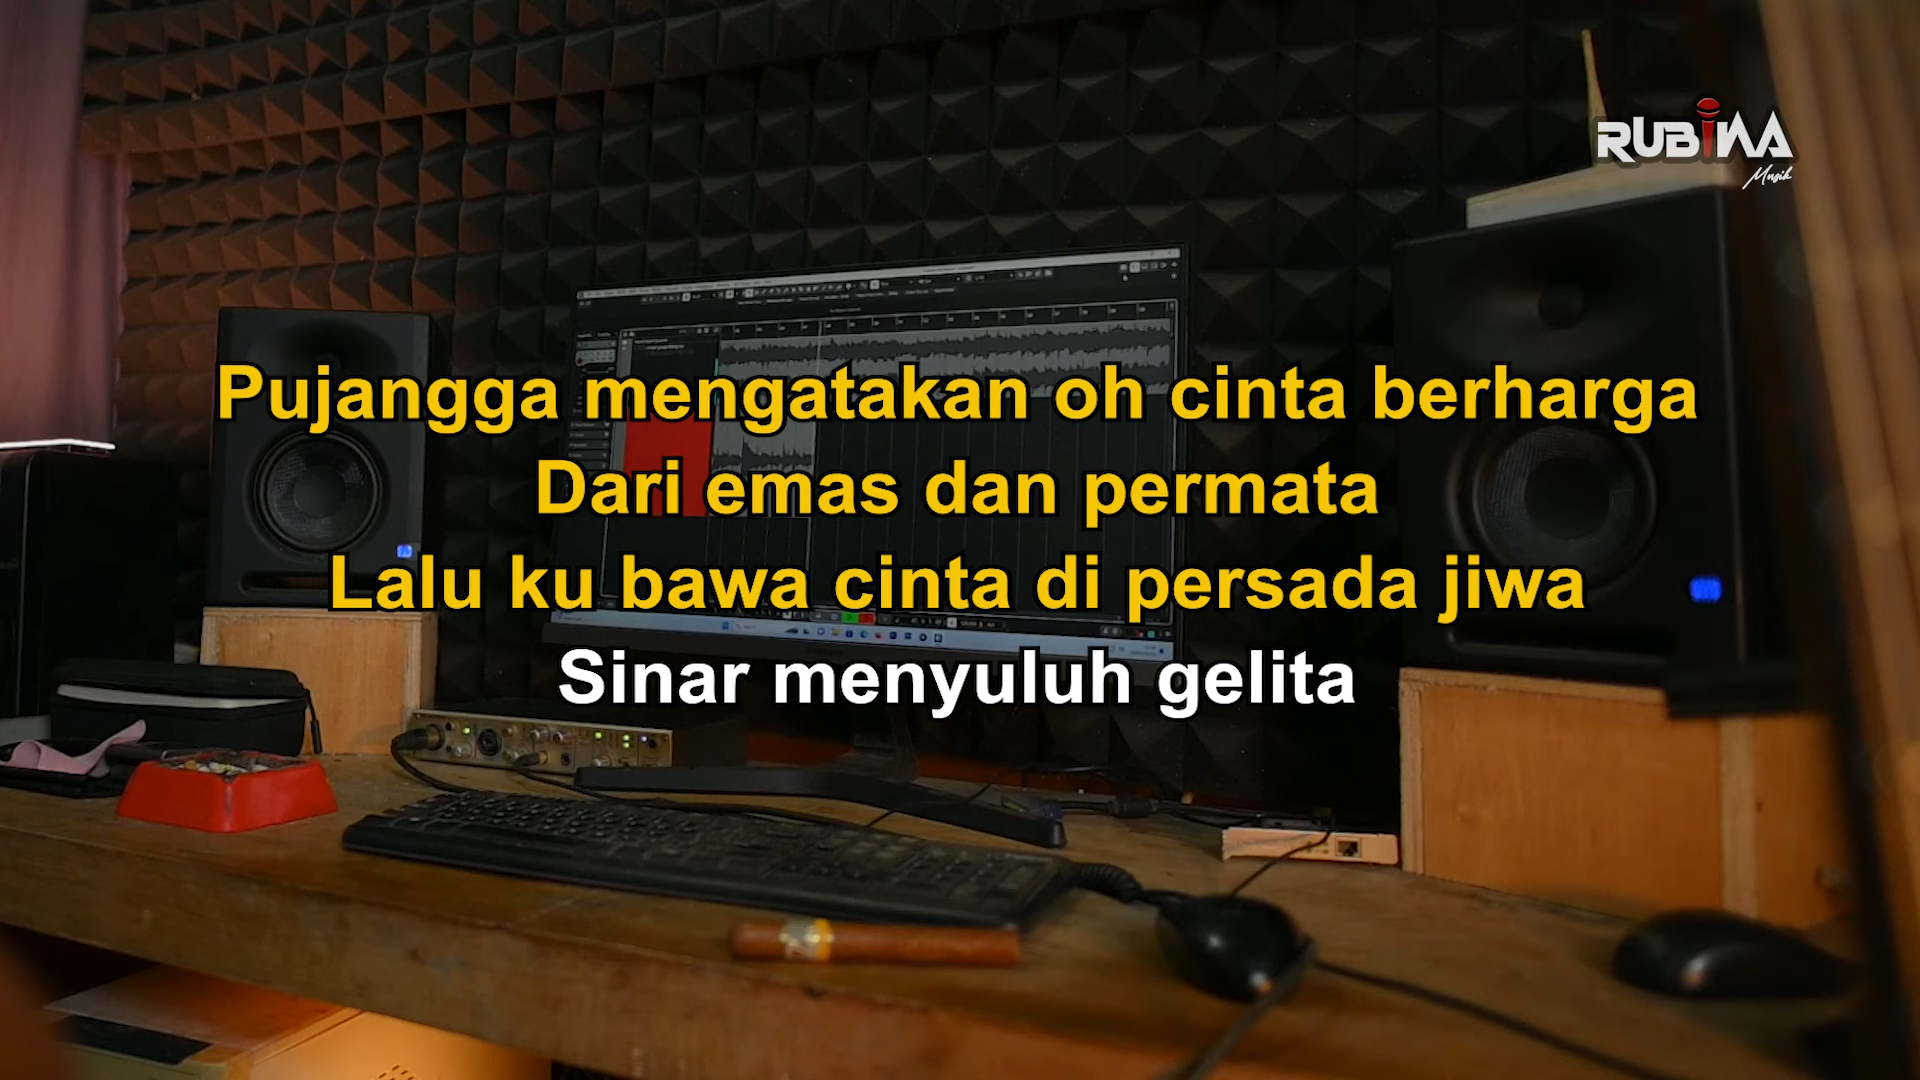 RUBINA
Musik
Pujangga mengatakan oh cinta berharga
Dari emas dan permata
Lalu ku bawa cinta di persada jiwa
Sinar menyuluh gelita